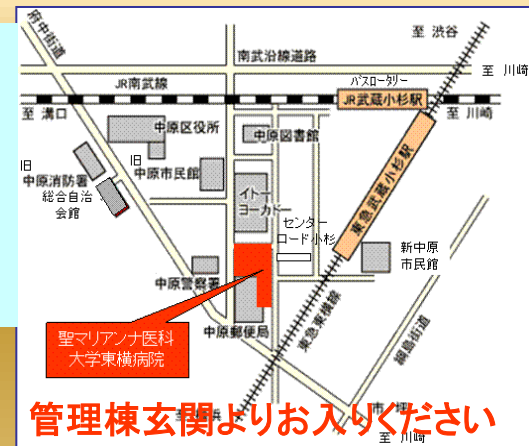 府中街道
至 渋谷
南武沿線道路
至 川崎
JR南武線
バスロータリー
JR武蔵小杉駅
至 溝口
至 川崎
中原区役所
中原図書館
旧
中原市民館
旧
中原消防署
総合自治
会館
イトー
ヨーカドー
東急武蔵小杉駅
センター
ロード小杉
新中原
市民館
中原警察署
中原郵便局
東急東横線
綱島街道
聖マリアンナ医科
大学東横病院
管理棟玄関よりお入りください
至 川崎